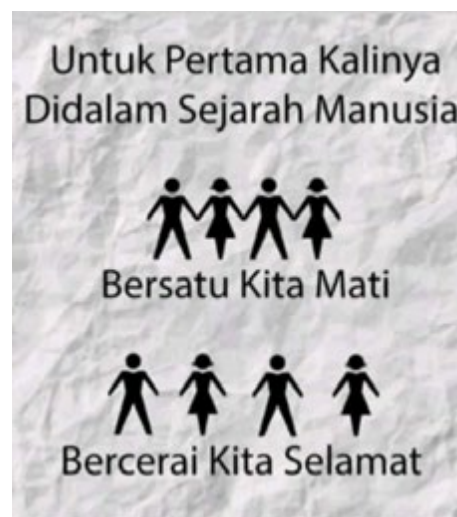 Untuk Pertama Kalinya
Didalam Sejarah Manusia
Bersatu Kita Mati
Bercerai Kita Selamat